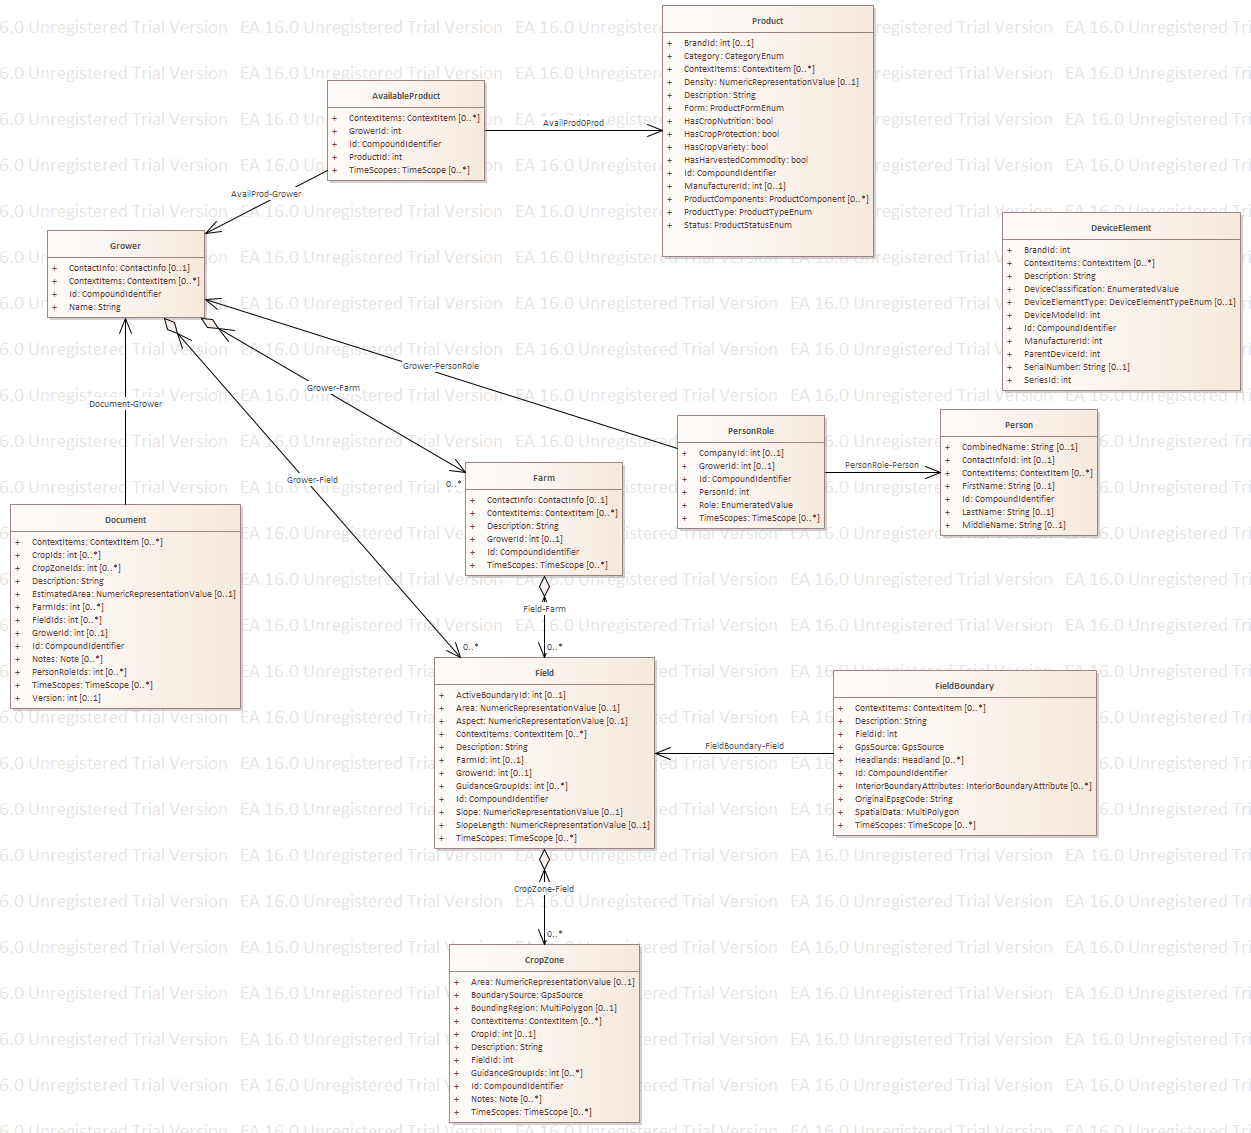 Product
+ BrandId: int [0..1]
+ Category: CategoryEnum
+ ContextItems: ContextItem [0..*]
+ Density: NumericRepresentationValue [0..1]
+ Description: String
+ Form: ProductFormEnum
+ HasCropNutrition: bool
+ HasCropProtection: bool
+ HasCropVariety: bool
+ HasHarvestedCommodity: bool
+ Id: CompoundIdentifier
+ ManufacturerId: int [0..1]
+ ProductComponents: ProductComponent [0..*]
+ ProductType: ProductTypeEnum
+ Status: ProductStatusEnum
AvailableProduct
+ ContextItems: ContextItem [0..*]
+ GrowerId: int
+ Id: CompoundIdentifier
+ ProductId: int
+ TimeScopes: TimeScope [0..*]
AvailProd0Prod
AvailProd-Grower
Grower
+ ContactInfo: ContactInfo [0..1]
+ ContextItems: ContextItem [0..*]
+ Id: CompoundIdentifier
+ Name: String
DeviceElement
+ BrandId: int
+ ContextItems: ContextItem [0..*]
+ Description: String
+ DeviceClassification: EnumeratedValue
+ DeviceElementType: DeviceElementTypeEnum [0..1]
+ DeviceModelId: int
+ Id: CompoundIdentifier
+ ManufacturerId: int
+ ParentDeviceId: int
+ SerialNumber: String [0..1]
+ SeriesId: int
Grower-PersonRole
Grower-Farm
Document-Grower
Grower-Field
PersonRole
+ CompanyId: int [0..1]
+ GrowerId: int [0..1]
+ Id: CompoundIdentifier
+ PersonId: int
+ Role: EnumeratedValue
+ TimeScopes: TimeScope [0..*]
PersonRole-Person
Person
+ CombinedName: String [0..1]
+ ContactInfoId: int [0..1]
+ ContextItems: ContextItem [0..*]
+ FirstName: String [0..1]
+ Id: CompoundIdentifier
+ LastName: String [0..1]
+ MiddleName: String [0..1]
0..*
Farm
+ ContactInfo: ContactInfo [0..1]
+ ContextItems: ContextItem [0..*]
+ Description: String
+ GrowerId: int [0..1]
+ Id: CompoundIdentifier
+ TimeScopes: TimeScope [0..*]
Document
+ ContextItems: ContextItem [0..*]
+ CropIds: int [0..*]
+ CropZoneIds: int [0..*]
+ Description: String
+ EstimatedArea: NumericRepresentationValue [0..1]
+ FarmIds: int [0..*]
+ FieldIds: int [0..*]
+ GrowerId: int [0..1]
+ Id: CompoundIdentifier
+ Notes: Note [0..*]
+ PersonRoleIds: int [0..*]
+ TimeScopes: TimeScope [0..*]
+ Version: int [0..1]
Field-Farm
0..*
0..*
Field
+ ActiveBoundaryId: int [0..1]
+ Area: NumericRepresentationValue [0..1]
+ Aspect: NumericRepresentationValue [0..1]
+ ContextItems: ContextItem [0..*]
+ Description: String
+ FarmId: int [0..1]
+ GrowerId: int [0..1]
+ GuidanceGroupIds: int [0..*]
+ Id: CompoundIdentifier
+ Slope: NumericRepresentationValue [0..1]
+ SlopeLength: NumericRepresentationValue [0..1]
+ TimeScopes: TimeScope [0..*]
FieldBoundary-Field
FieldBoundary
+ ContextItems: ContextItem [0..*]
+ Description: String
+ FieldId: int
+ GpsSource: GpsSource
+ Headlands: Headland [0..*]
+ Id: CompoundIdentifier
+ InteriorBoundaryAttributes: InteriorBoundaryAttribute [0..*]
+ OriginalEpsgCode: String
+ SpatialData: MultiPolygon
+ TimeScopes: TimeScope [0..*]
CropZone-Field
0..*
CropZone
+ Area: NumericRepresentationValue [0..1]
+ BoundarySource: GpsSource
+ BoundingRegion: MultiPolygon [0..1]
+ ContextItems: ContextItem [0..*]
+ CropId: int [0..1]
+ Description: String
+ FieldId: int
+ GuidanceGroupIds: int [0..*]
+ Id: CompoundIdentifier
+ Notes: Note [0..*]
+ TimeScopes: TimeScope [0..*]
EA 16.0 Unregistered Trial Version